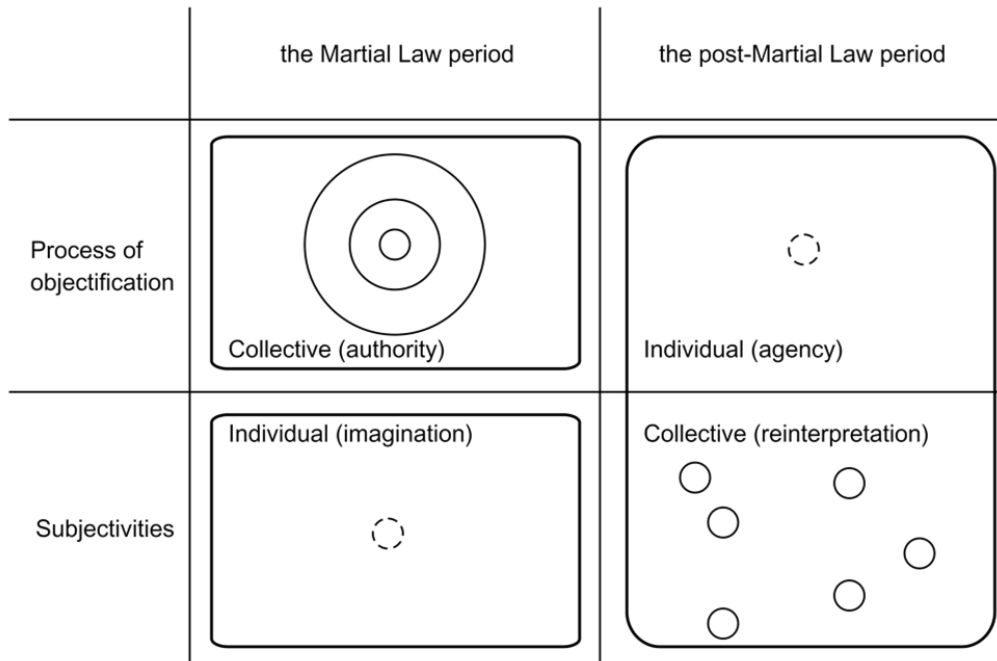 the Martial Law period
the post-Martial Law period
Process of
objectification
Collective (authority)
Individual (agency)
Subjectivities
Individual (imagination)
Collective (reinterpretation)